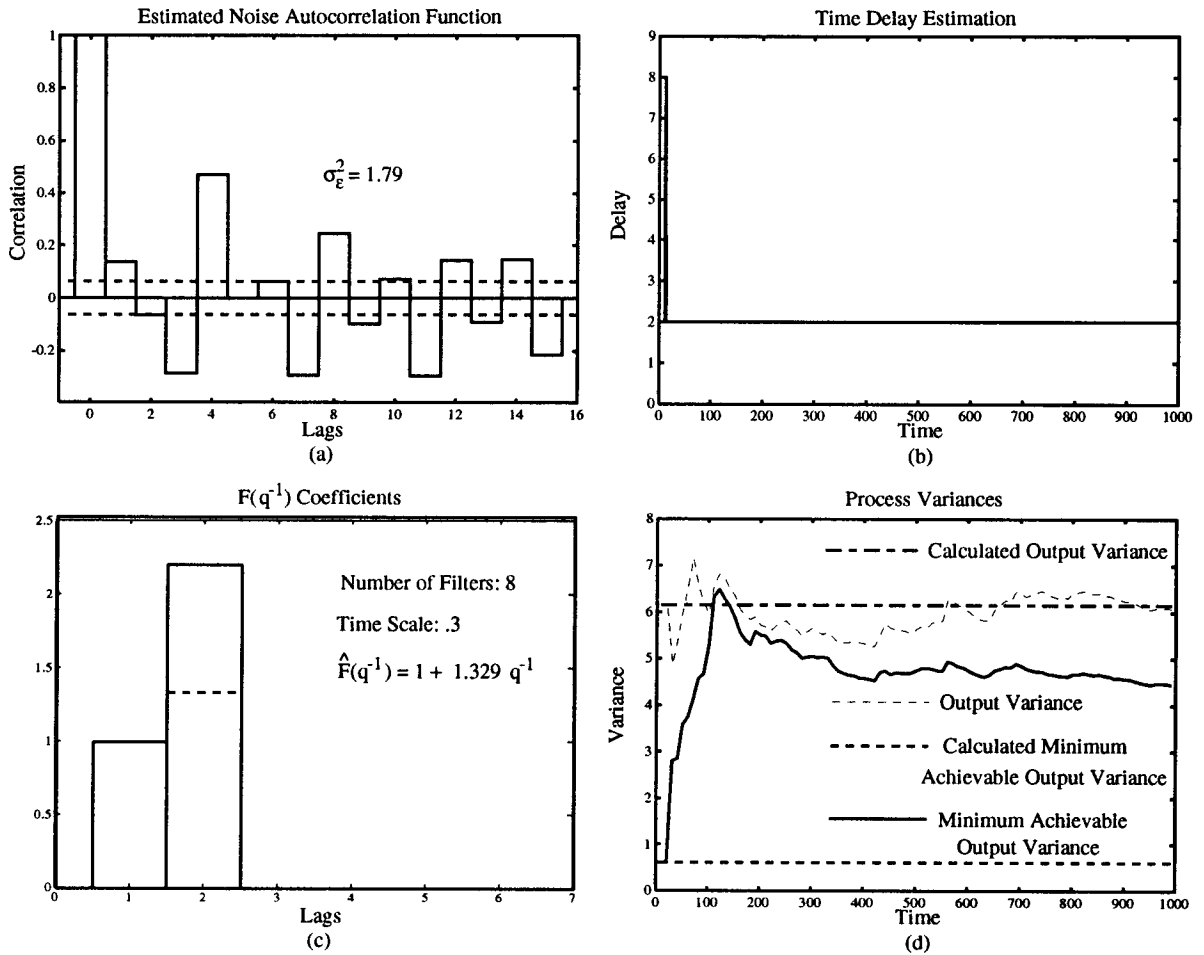 Estimated Noise Autocorrelation Function
Correlation
1
0.8
0.6
0.4
0.2
0
-0.2
σ²ε = 1.79
0 2 4 6 8 10 12 14 16
Lags
(a)
Time Delay Estimation
Delay
9
8
7
6
5
4
3
2
1
0
0 100 200 300 400 500 600 700 800 900 1000
Time
(b)
F(q⁻¹) Coefficients
2.5
2
1.5
1
0.5
0
Number of Filters: 8
Time Scale: .3
F̂(q⁻¹) = 1 + 1.329 q⁻¹
0 1 2 3 4 5 6 7
Lags
(c)
Process Variances
Variance
8
7
6
5
4
3
2
1
0
Calculated Output Variance
Output Variance
Calculated Minimum
Achievable Output Variance
Minimum Achievable
Output Variance
0 100 200 300 400 500 600 700 800 900 1000
Time
(d)